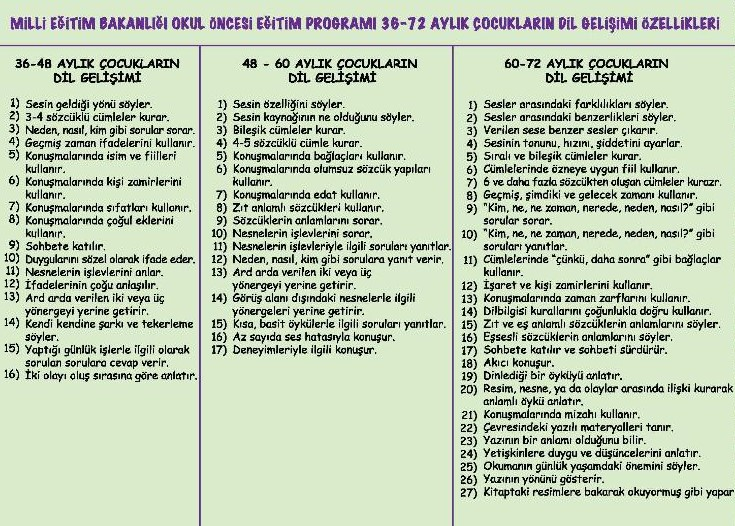 MİLLİ EĞİTİM BAKANLIĞI OKUL ÖNCESİ EĞİTİM PROGRAMI 36-72 AYLIK ÇOCUKLARIN DİL GELİŞİMİ ÖZELLİKLERİ
36-48 AYLIK ÇOCUKLARIN
DİL GELİŞİMİ
1) Sesin geldiği yönü söyler.
2) 3-4 sözcüklü cümleler kurar.
3) Neden, nasıl, kim gibi sorular sorar.
4) Geçmiş zaman ifadelerini kullanır.
5) Konuşmalarında isim ve fiilleri
kullanır.
6) Konuşmalarında kişi zamirlerini
kullanır.
7) Konuşmalarında sıfatları kullanır.
8) Konuşmalarında çoğul eklerini
kullanır.
9) Sohbete katılır.
10) Duygularını sözel olarak ifade eder.
11) Nesnelerin işlevlerini anlar.
12) İfadelerinin çoğu anlaşılır.
13) Ard arda verilen iki veya üç
yönergeyi yerine getirir.
14) Kendi kendine şarkı ve tekerleme
söyler.
15) Yaptığı günlük işlerle ilgili olarak
sorulan sorulara cevap verir.
16) İki olayı oluş sırasına göre anlatır.
48 - 60 AYLIK ÇOCUKLARIN
DİL GELİŞİMİ
1) Sesin özelliğini söyler.
2) Sesin kaynağının ne olduğunu söyler.
3) Bileşik cümleler kurar.
4) 4-5 sözcüklü cümle kurar.
5) Konuşmalarında bağlaçları kullanır.
6) Konuşmalarında olumsuz sözcük yapıları
kullanır.
7) Konuşmalarında edat kullanır.
8) Zıt anlamlı sözcükleri kullanır.
9) Sözcüklerin anlamlarını sorar.
10) Nesnelerin işlevlerini sorar.
11) Nesnelerin işlevleriyle ilgili soruları yanıtlar.
12) Neden, nasıl, kim gibi sorulara yanıt verir.
13) Ard arda verilen iki veya üç
yönergeyi yerine getirir.
14) Görüş alanı dışındaki nesnelerle ilgili
yönergeleri yerine getirir.
15) Kısa, basit öykülerle ilgili soruları yanıtlar.
16) Az sayıda ses hatasıyla konuşur.
17) Deneyimleriyle ilgili konuşur.
60-72 AYLIK ÇOCUKLARIN
DİL GELİŞİMİ
1) Sesler arasındaki farklılıkları söyler.
2) Sesler arasındaki benzerlikleri söyler.
3) Verilen sese benzer sesler çıkarır.
4) Sesinin tonunu, hızını, şiddetini ayarlar.
5) Sıralı ve bileşik cümleler kurar.
6) Cümlelerinde özneye uygun fiil kullanır.
7) 6 ve daha fazla sözcükten oluşan cümleler kurazr.
8) Geçmiş, şimdiki ve gelecek zamanı kullanır.
9) "Kim, ne, ne zaman, nerede, neden, nasıl?" gibi
sorular sorar.
10) "Kim, ne, ne zaman, nerede, neden, nasıl?" gibi
soruları yanıtlar.
11) Cümlelerinde "çünkü, daha sonra" gibi bağlaçlar
kullanır.
12) İşaret ve kişi zamirlerini kullanır.
13) Konuşmalarında zaman zarflarını kullanır.
14) Dilbilgisi kurallarını çoğunlukla doğru kullanır.
15) Zıt ve eş anlamlı sözcüklerin anlamlarını söyler.
16) Eşsesli sözcüklerin anlamlarını söyler.
17) Sohbete katılır ve sohbeti sürdürür.
18) Akıcı konuşur.
19) Dinlediği bir öyküyü anlatır.
20) Resim, nesne, ya da olaylar arasında ilişki kurarak
anlamlı öykü anlatır.
21) Konuşmalarında mizahı kullanır.
22) Çevresindeki yazılı materyalleri tanır.
23) Yazının bir anlamı olduğunu bilir.
24) Yetişkinlere duygu ve düşüncelerini anlatır.
25) Okumanın günlük yaşamdaki önemini söyler.
26) Yazının yönünü gösterir.
27) Kitaptaki resimlere bakarak okuyormuş gibi yapar